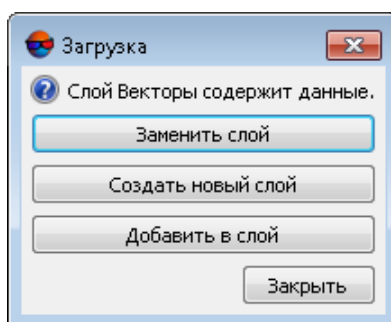 Загрузка
Слой Векторы содержит данные.
Заменить слой
Создать новый слой
Добавить в слой
Закрыть